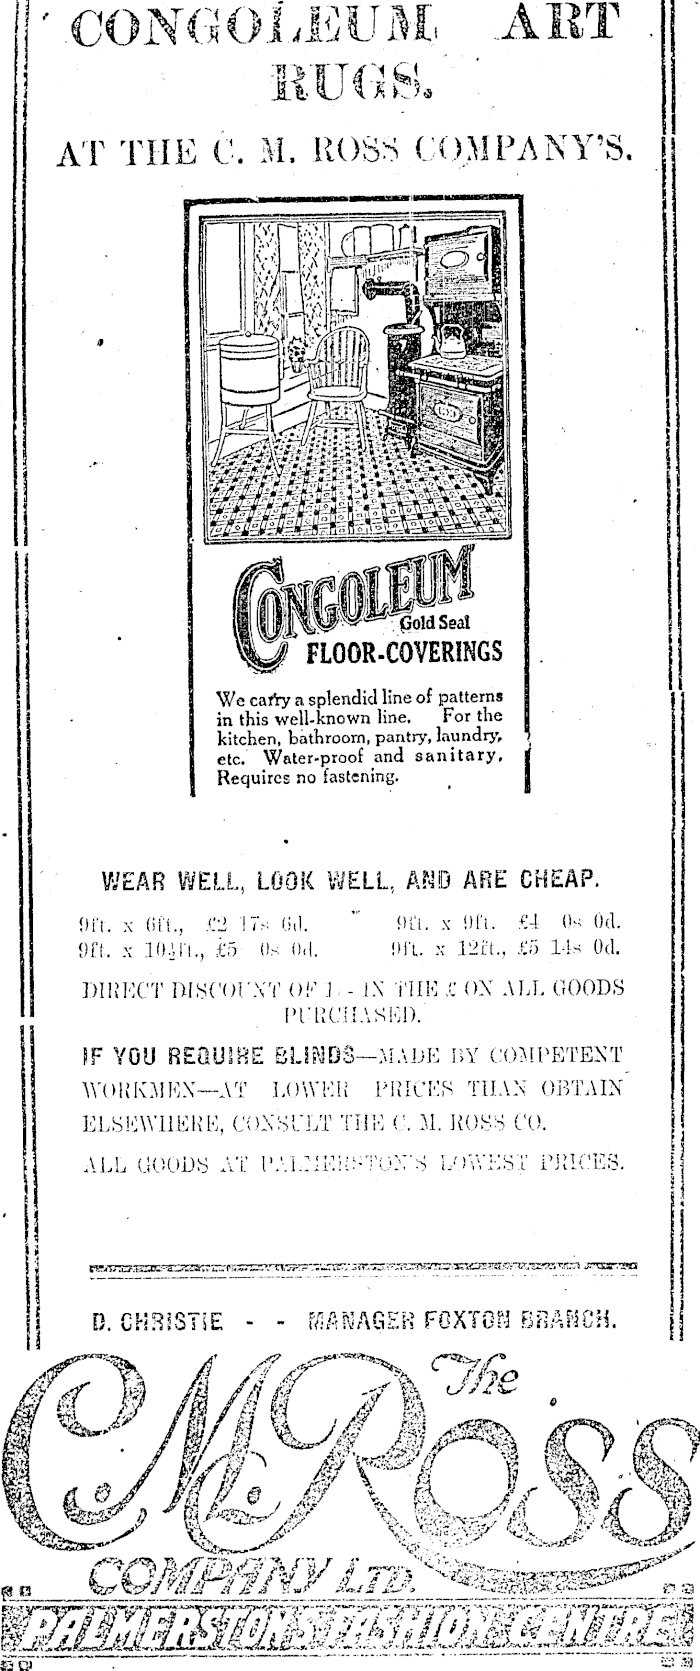 CONGOLEUM ART
RUGS.
AT THE C. M. ROSS COMPANY'S.
CONGOLEUM
Gold Seal
FLOOR-COVERINGS
We carry a splendid line of patterns
in this well-known line. For the
kitchen, bathroom, pantry, laundry,
etc. Water-proof and sanitary.
Requires no fastening.
WEAR WELL, LOOK WELL, AND ARE CHEAP.
9ft. x 6ft., £2 17s 6d. 9ft. x 9ft. £4 0s 0d.
9ft. x 10½ft., £5 0s 0d. 9ft. x 12ft., £5 14s 0d.
DIRECT DISCOUNT OF 1/- IN THE £ ON ALL GOODS
PURCHASED.
IF YOU REQUIRE BLINDS—MADE BY COMPETENT
WORKMEN—AT LOWER PRICES THAN OBTAIN
ELSEWHERE, CONSULT THE C. M. ROSS CO.
ALL GOODS AT PALMERSTON'S LOWEST PRICES.
D. CHRISTIE - - MANAGER FOXTON BRANCH.
The
C.M. Ross
COMPANY LTD.
PALMERSTON'S FASHION CENTRE